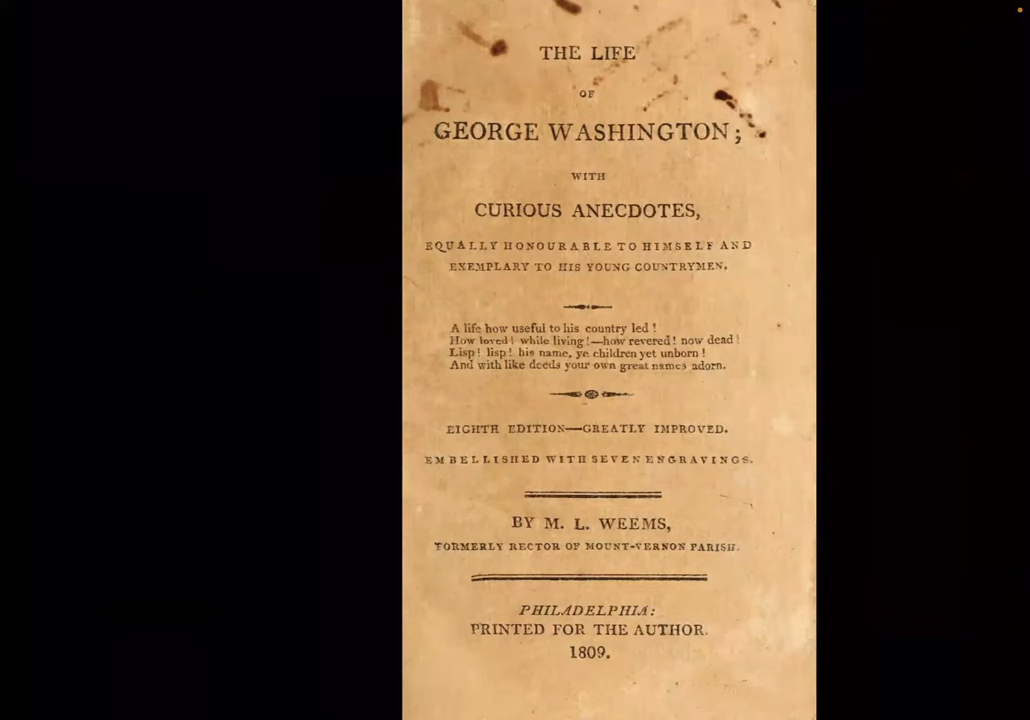 THE LIFE
OF
GEORGE WASHINGTON;
WITH
CURIOUS ANECDOTES,
EQUALLY HONOURABLE TO HIMSELF AND
EXEMPLARY TO HIS YOUNG COUNTRYMEN.
A life how useful to his country led !
How loved ! while living !—how revered ! now dead !
Lisp ! lisp ! his name, ye children yet unborn !
And with like deeds your own great names adorn.
EIGHTH EDITION—GREATLY IMPROVED.
EMBELLISHED WITH SEVEN ENGRAVINGS.
BY M. L. WEEMS,
FORMERLY RECTOR OF MOUNT-VERNON PARISH.
PHILADELPHIA:
PRINTED FOR THE AUTHOR.
1809.